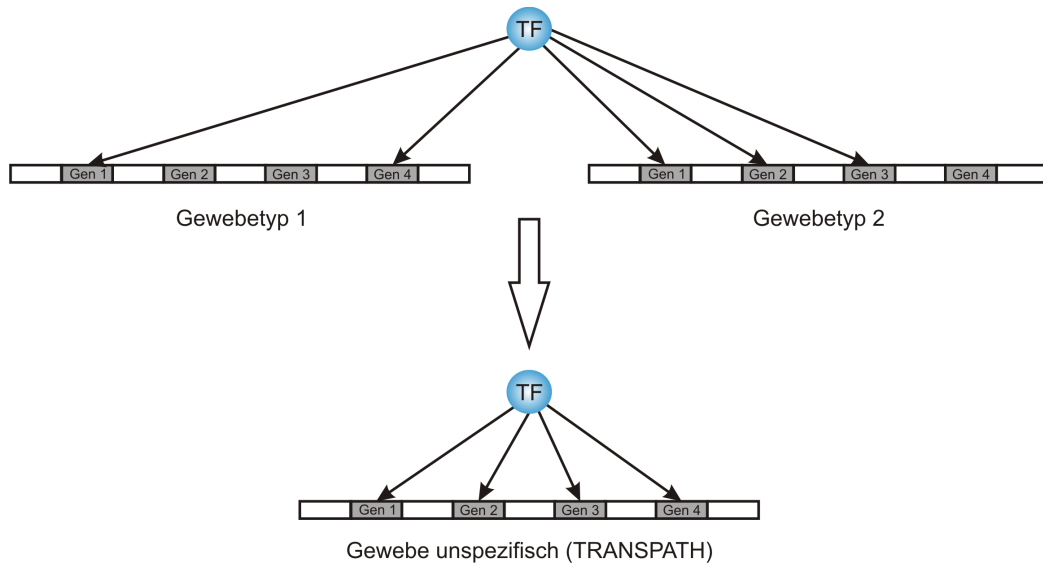 TF
Gen 1 Gen 2 Gen 3 Gen 4
Gen 1 Gen 2 Gen 3 Gen 4
Gewebetyp 1
Gewebetyp 2
TF
Gen 1 Gen 2 Gen 3 Gen 4
Gewebe unspezifisch (TRANSPATH)